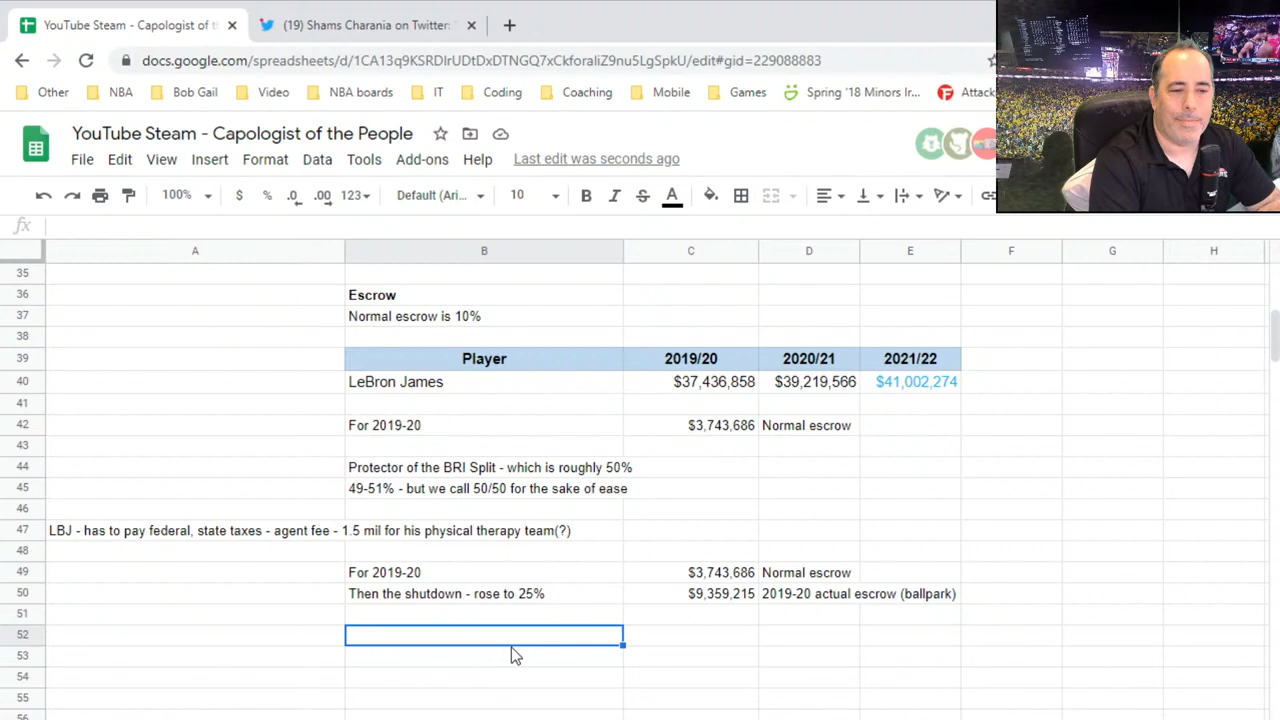 YouTube Steam - Capologist of t
(19) Shams Charania on Twitter:
docs.google.com/spreadsheets/d/1CA13q9KSRDIrUDtDxDTNGQ7xCkforaliZ9nu5LgSpkU/edit#gid=229088883
Other NBA Bob Gail Video NBA boards IT Coding Coaching Mobile Games Spring '18 Minors Ir... Attack
YouTube Steam - Capologist of the People
File Edit View Insert Format Data Tools Add-ons Help Last edit was seconds ago
100% $ % .0 .00 123 Default (Ari... 10 B I S A
fx
A B C D E F G H
35
36 Escrow
37 Normal escrow is 10%
38
39 Player 2019/20 2020/21 2021/22
40 LeBron James $37,436,858 $39,219,566 $41,002,274
41
42 For 2019-20 $3,743,686 Normal escrow
43
44 Protector of the BRI Split - which is roughly 50%
45 49-51% - but we call 50/50 for the sake of ease
46
47 LBJ - has to pay federal, state taxes - agent fee - 1.5 mil for his physical therapy team(?)
48
49 For 2019-20 $3,743,686 Normal escrow
50 Then the shutdown - rose to 25% $9,359,215 2019-20 actual escrow (ballpark)
51
52
53
54
55
56